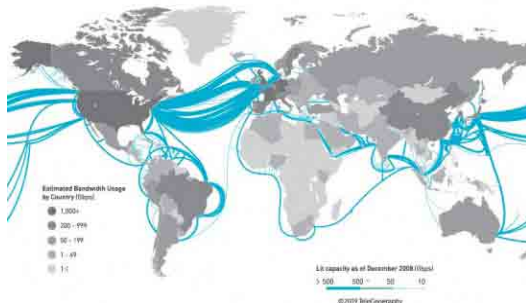 Estimated Bandwidth Usage
by Country (Gbps)
1,000+
200 - 999
50 - 199
1 - 49
Lit capacity as of December 2008 (Gbps)
500
50
10
©2009 TeleGeography